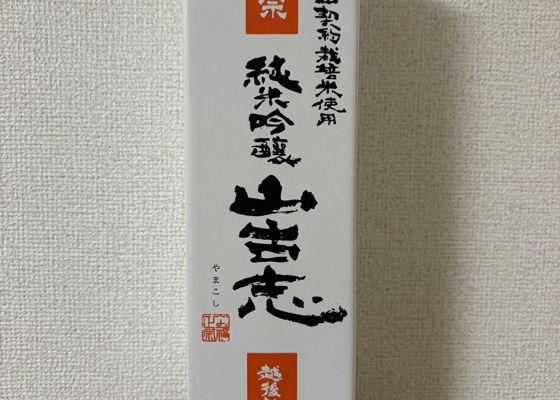 契約栽培米使用
宗
純米吟醸
山古志
やまこし
越後